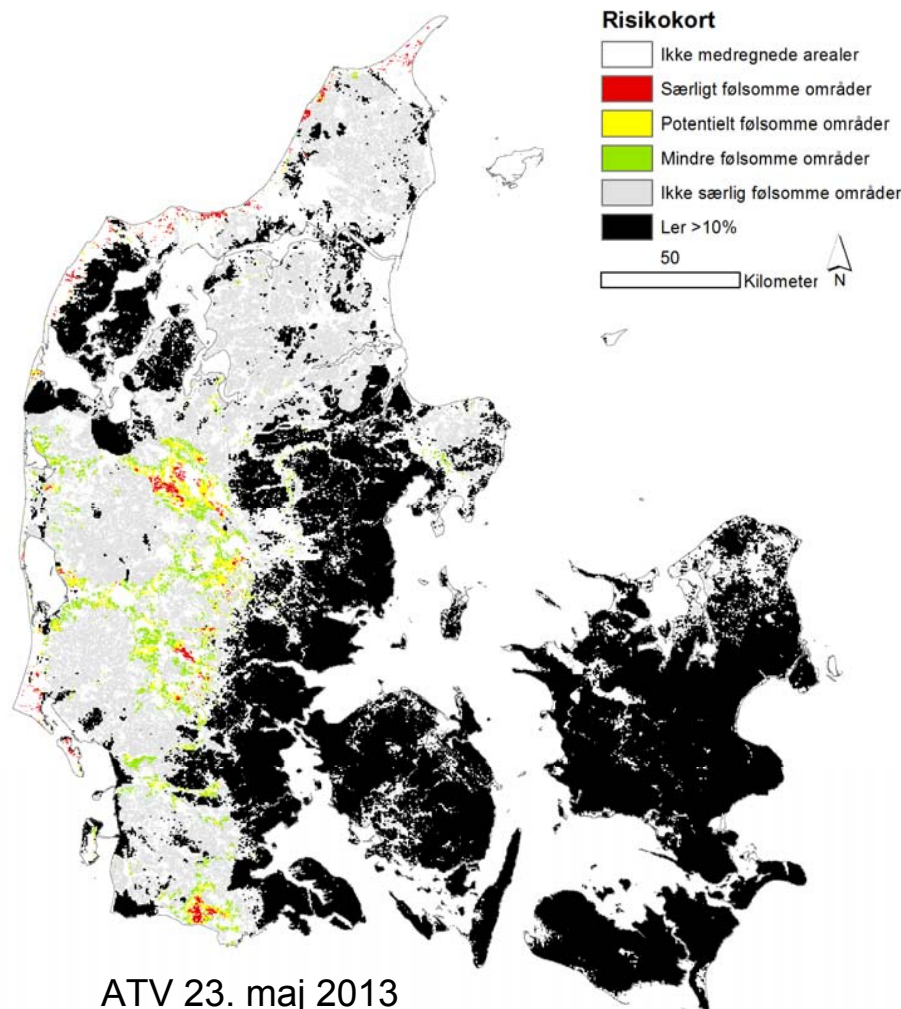 Risikokort
Ikke medregnede arealer
Særligt følsomme områder
Potentielt følsomme områder
Mindre følsomme områder
Ikke særlig følsomme områder
Ler >10%
50
Kilometer
N
ATV 23. maj 2013